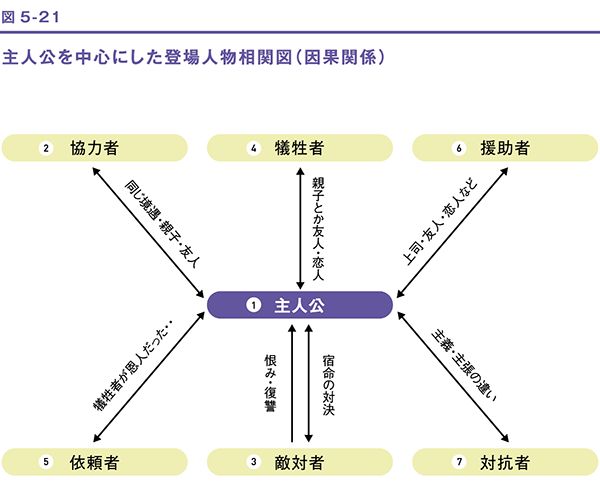 図5-21
主人公を中心にした登場人物相関図(因果関係)
2 協力者
4 犠牲者
6 援助者
同じ境遇・親子・友人
親子とか友人・恋人
上司・友人・恋人など
1 主人公
犠牲者が恩人だった・・
恨み・復讐
宿命の対決
主義・主張の違い
5 依頼者
3 敵対者
7 対抗者